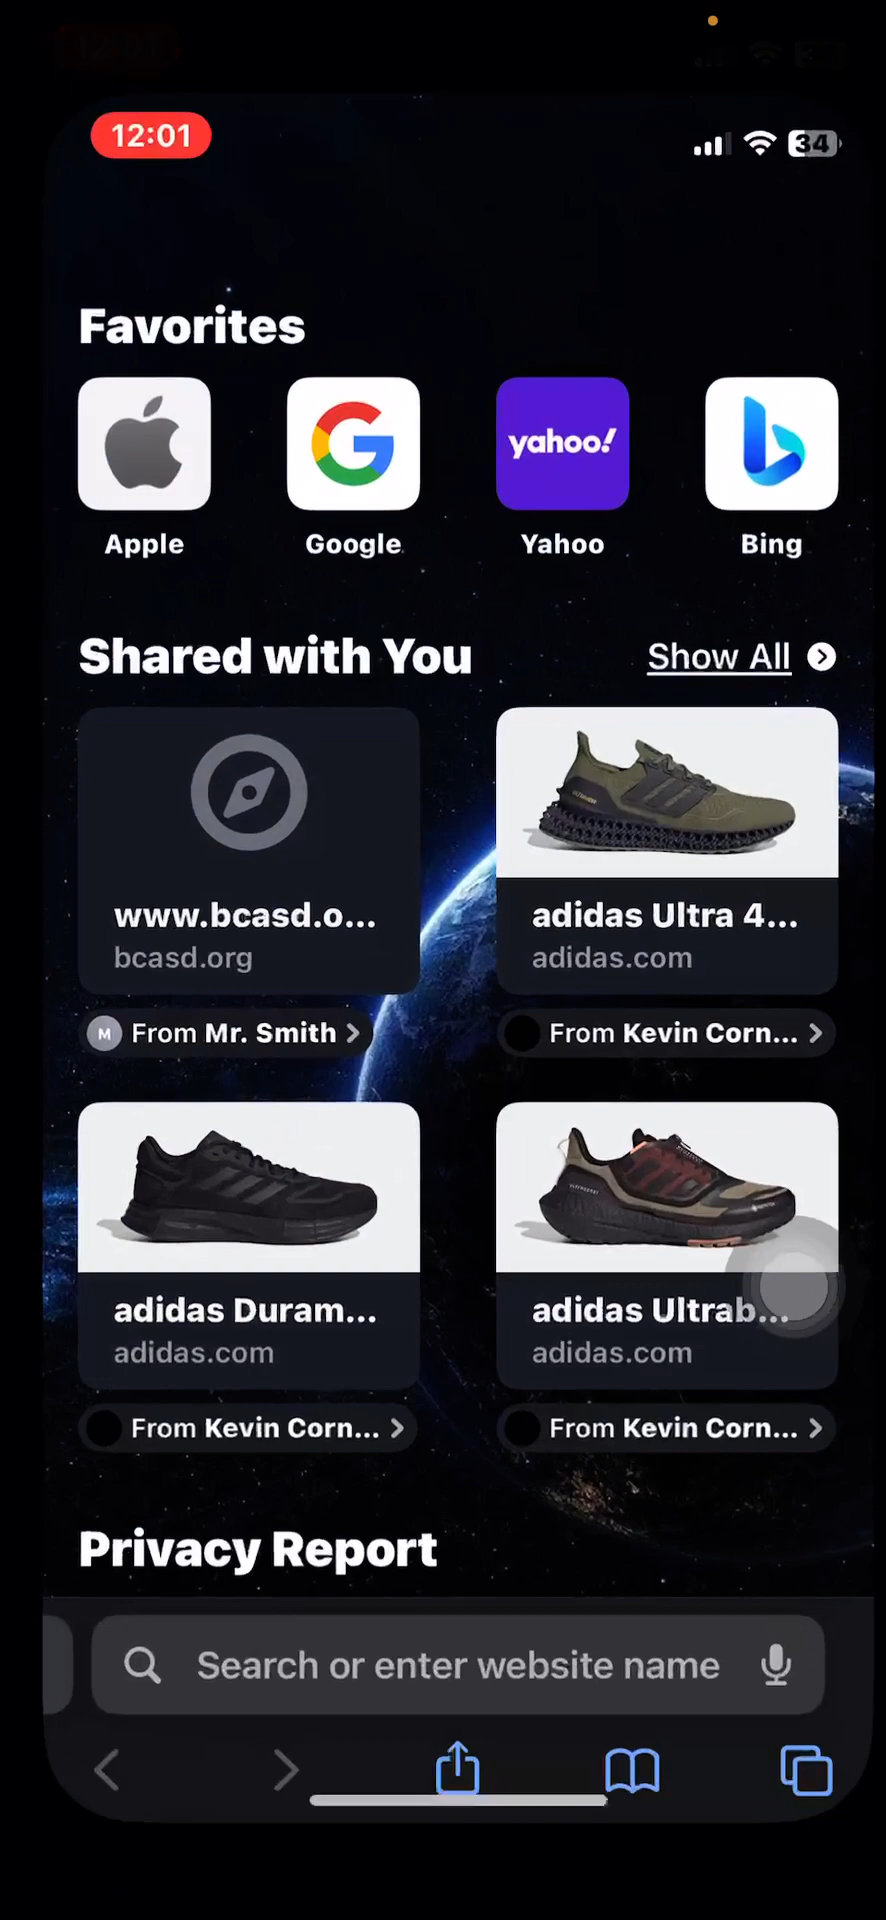 12:01
34
Favorites
yahoo!
Apple Google Yahoo Bing
Shared with You Show All
www.bcasd.o... adidas Ultra 4...
bcasd.org adidas.com
M From Mr. Smith From Kevin Corn...
adidas Duram... adidas Ultrab...
adidas.com adidas.com
From Kevin Corn... From Kevin Corn...
Privacy Report
Search or enter website name